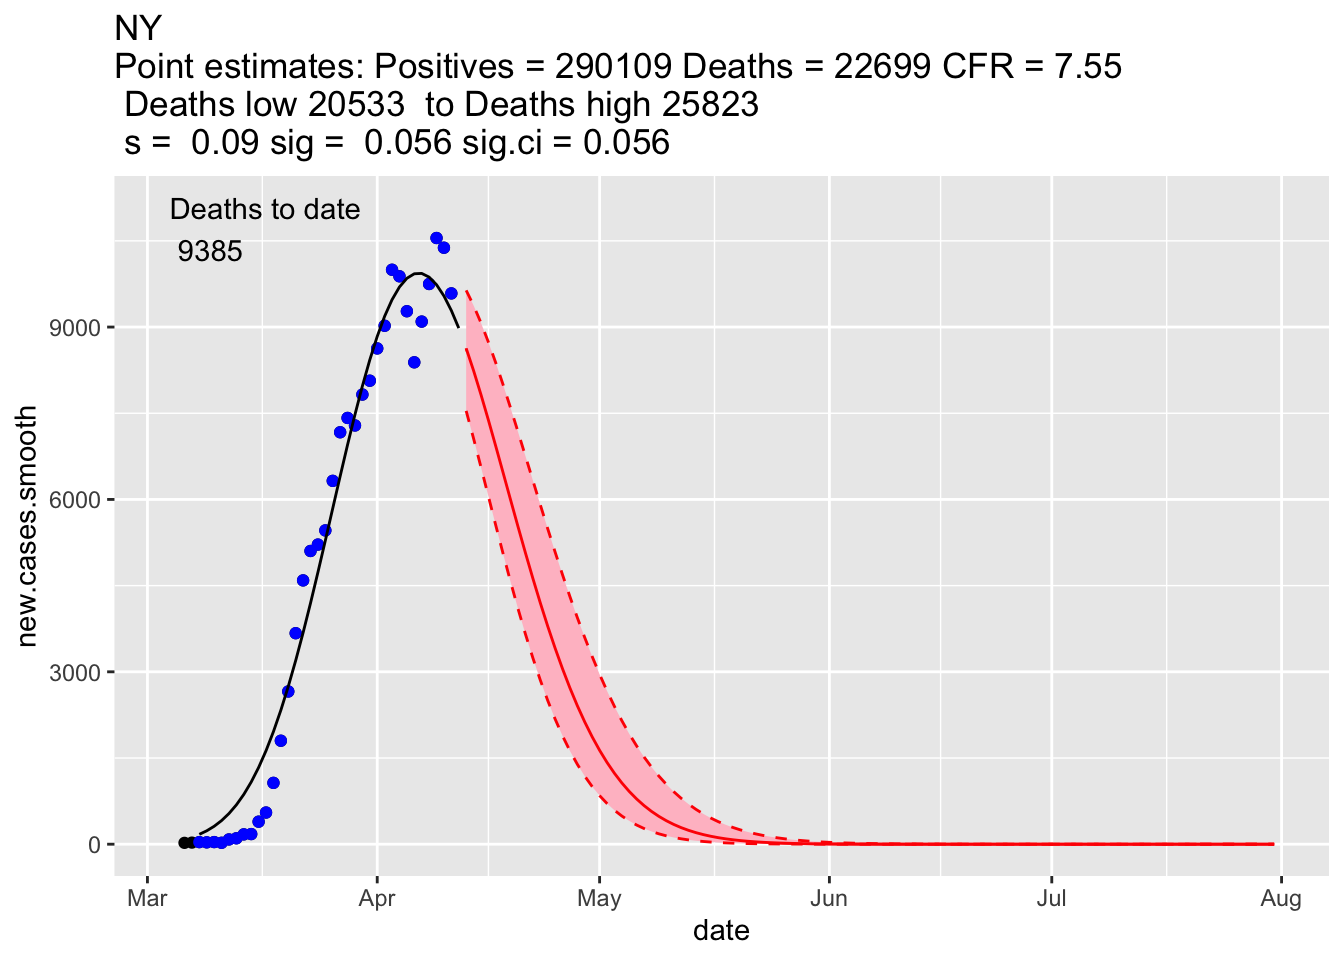 NY
Point estimates: Positives = 290109 Deaths = 22699 CFR = 7.55
Deaths low 20533  to Deaths high 25823
s =  0.09 sig =  0.056 sig.ci = 0.056
Deaths to date
9385
9000
6000
3000
0
new.cases.smooth
Mar
Apr
May
Jun
Jul
Aug
date